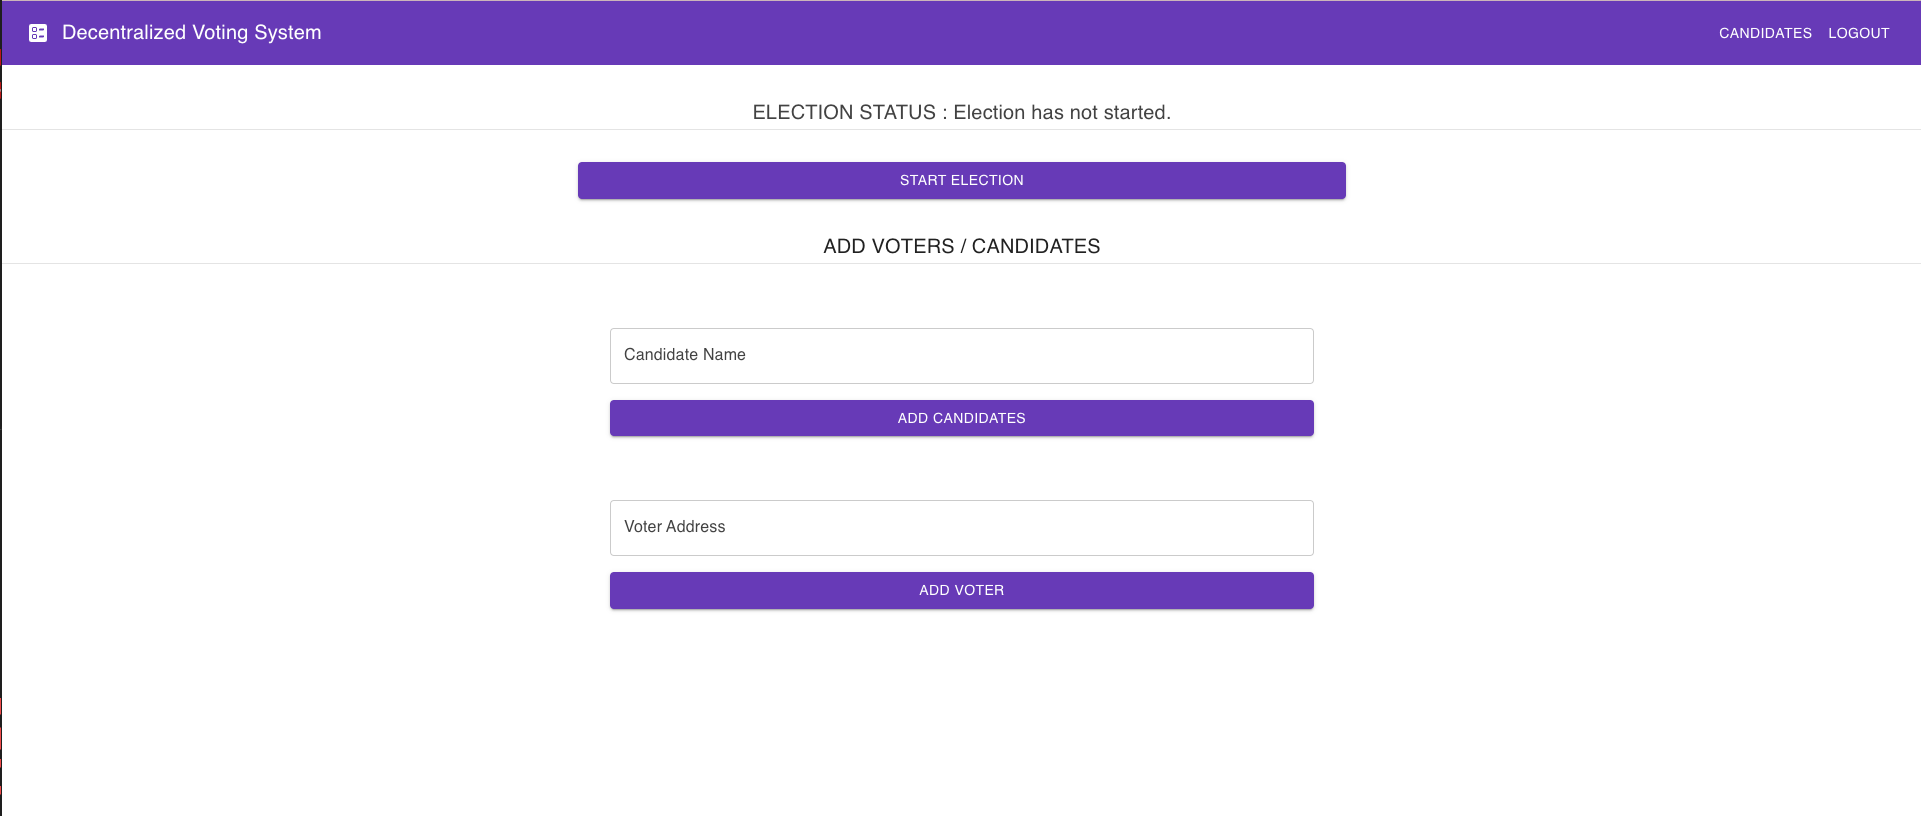 Decentralized Voting System
CANDIDATES LOGOUT
ELECTION STATUS : Election has not started.
START ELECTION
ADD VOTERS / CANDIDATES
Candidate Name
ADD CANDIDATES
Voter Address
ADD VOTER